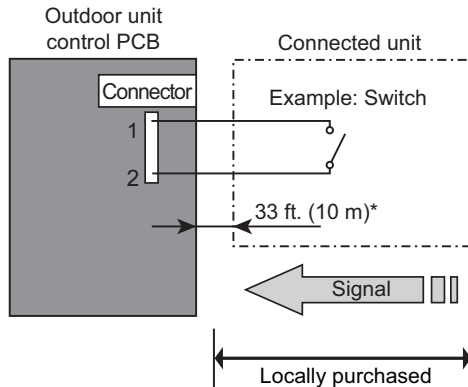 Outdoor unit
control PCB
Connected unit
Connector
Example: Switch
1
2
33 ft. (10 m)*
Signal
Locally purchased